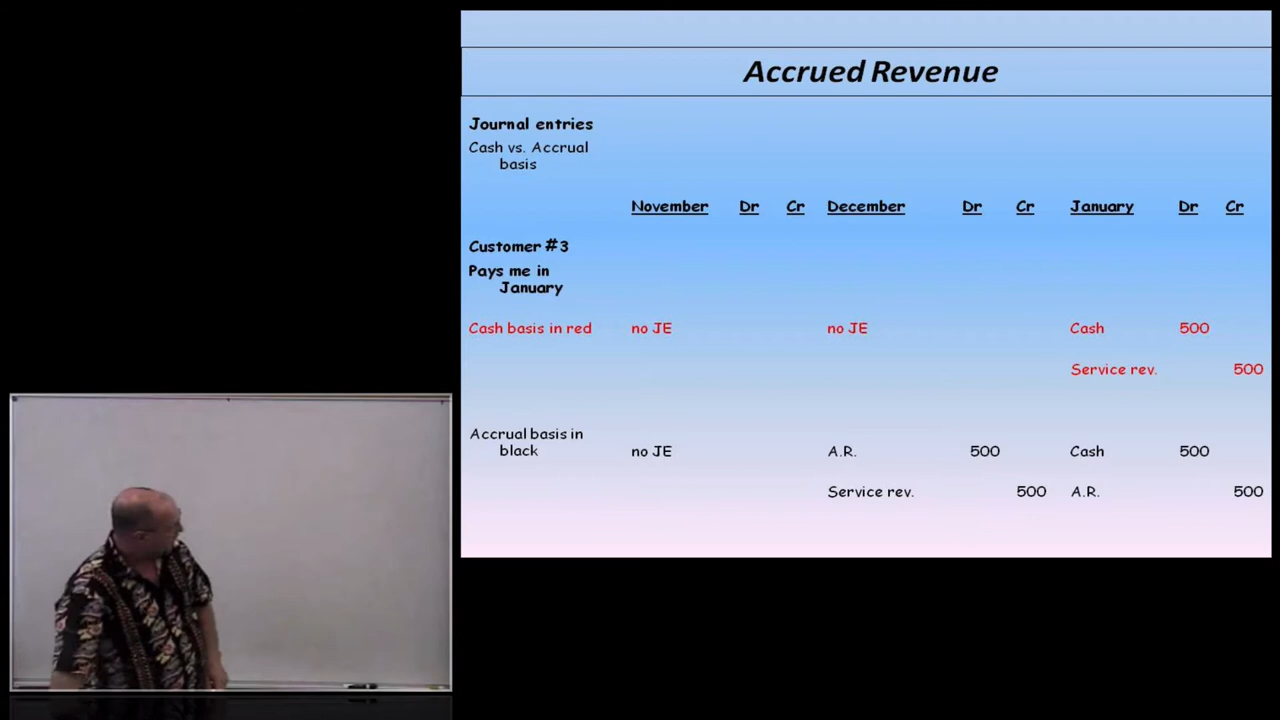 Accrued Revenue
Journal entries
Cash vs. Accrual
basis
November Dr Cr December Dr Cr January Dr Cr
Customer #3
Pays me in
January
Cash basis in red no JE no JE Cash 500
Service rev. 500
Accrual basis in
black no JE A.R. 500 Cash 500
Service rev. 500 A.R. 500